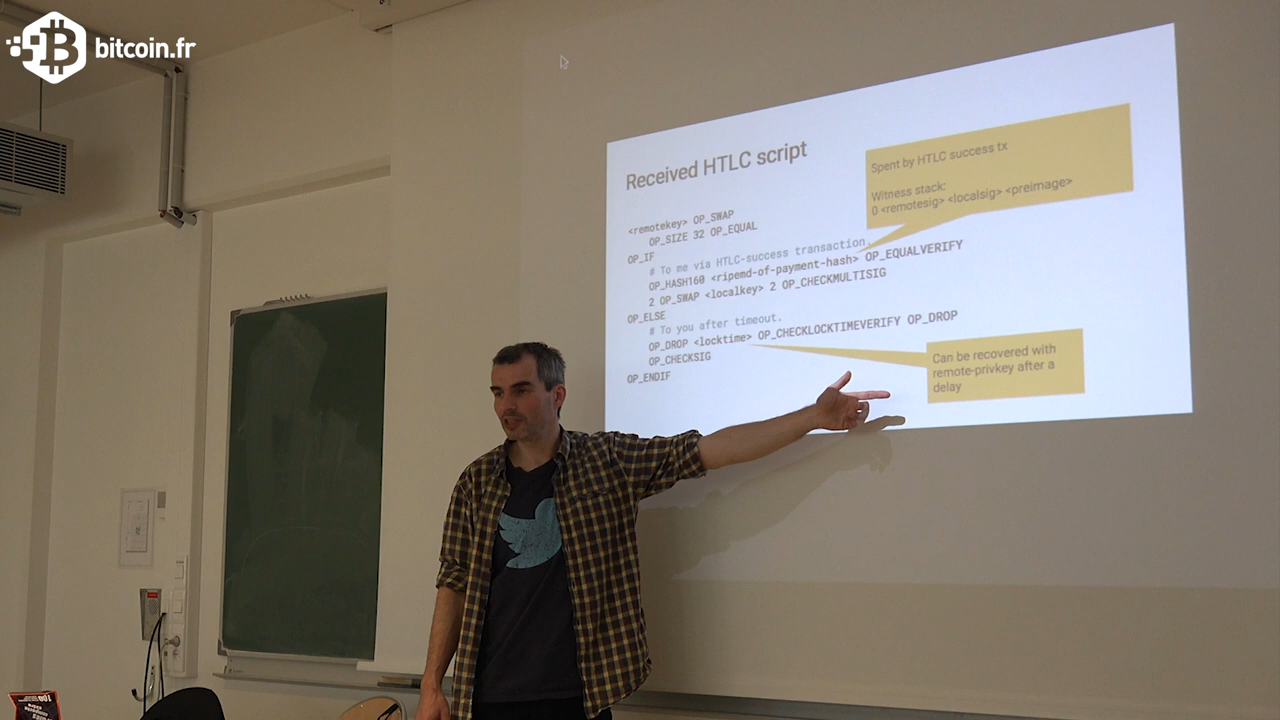 bitcoin.fr
Received HTLC script
<remotekey> OP_SWAP
OP_SIZE 32 OP_EQUAL
OP_IF
# To me via HTLC-success transaction.
OP_HASH160 <ripemd-of-payment-hash> OP_EQUALVERIFY
2 OP_SWAP <localkey> 2 OP_CHECKMULTISIG
OP_ELSE
# To you after timeout.
OP_DROP <locktime> OP_CHECKLOCKTIMEVERIFY OP_DROP
OP_CHECKSIG
OP_ENDIF
Spent by HTLC success tx
Witness stack:
0 <remotesig> <localsig> <preimage>
Can be recovered with
remote-privkey after a
delay